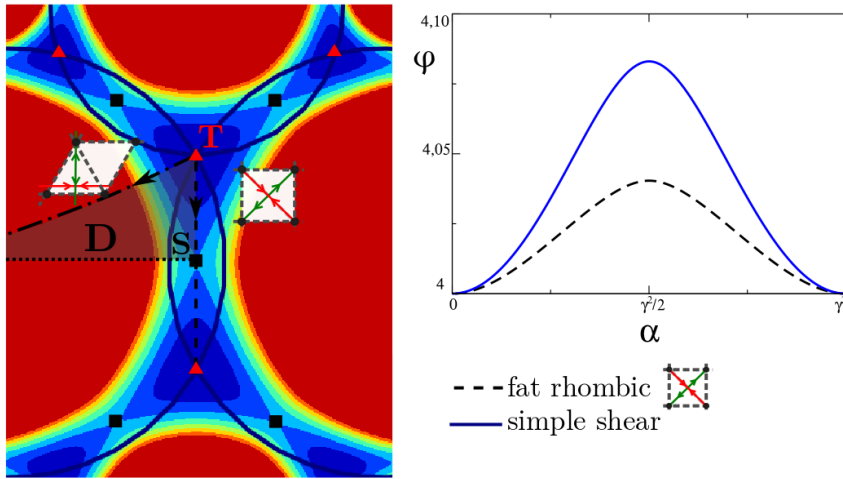 T
S
D
4,10
φ
4,05
4
0 γ²/2 γ
α
fat rhombic
simple shear